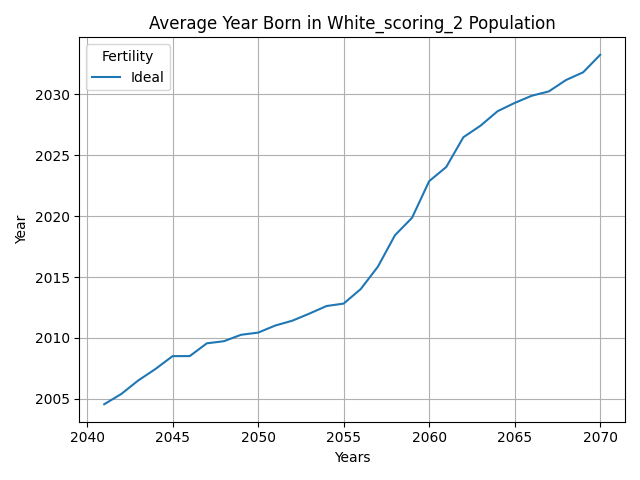 Average Year Born in White_scoring_2 Population
Fertility
Ideal
Year
2030
2025
2020
2015
2010
2005
2040 2045 2050 2055 2060 2065 2070
Years